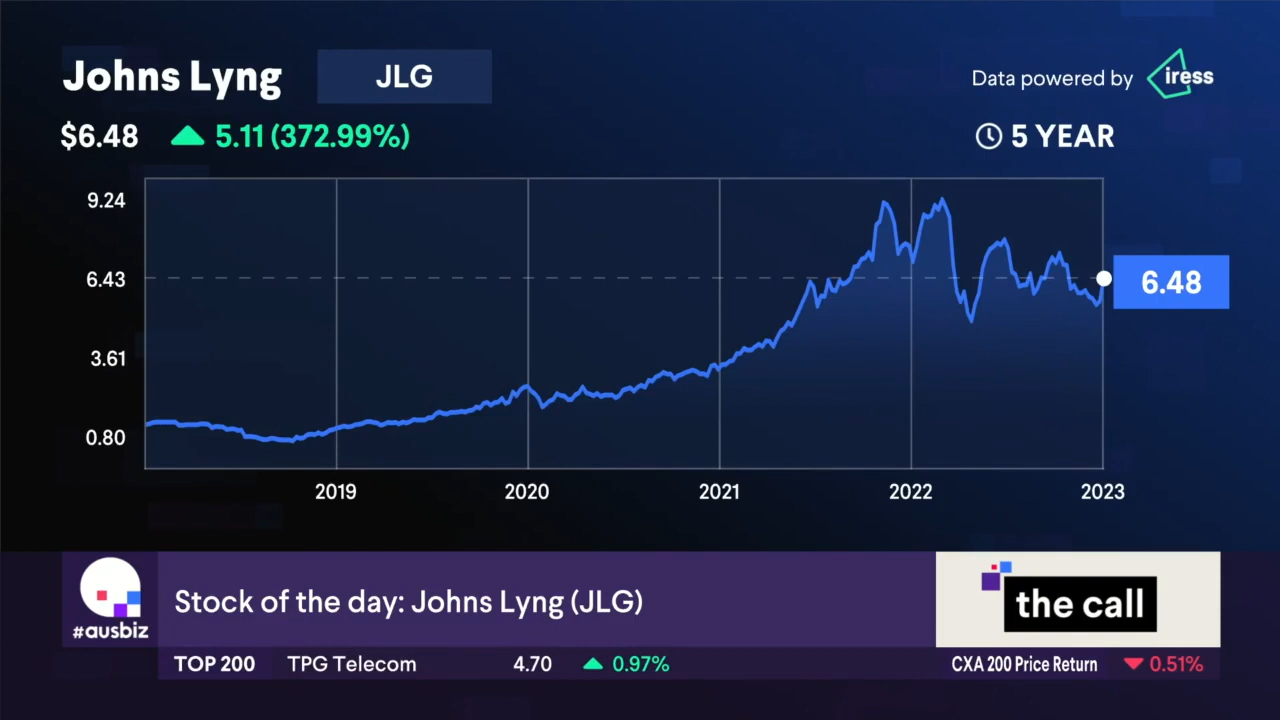 Johns Lyng JLG
Data powered by iress
$6.48 ▲ 5.11 (372.99%)
5 YEAR
9.24
6.43
3.61
0.80
6.48
2019 2020 2021 2022 2023
#ausbiz
Stock of the day: Johns Lyng (JLG)
the call
TOP 200 TPG Telecom 4.70 ▲ 0.97%
CXA 200 Price Return ▼ 0.51%